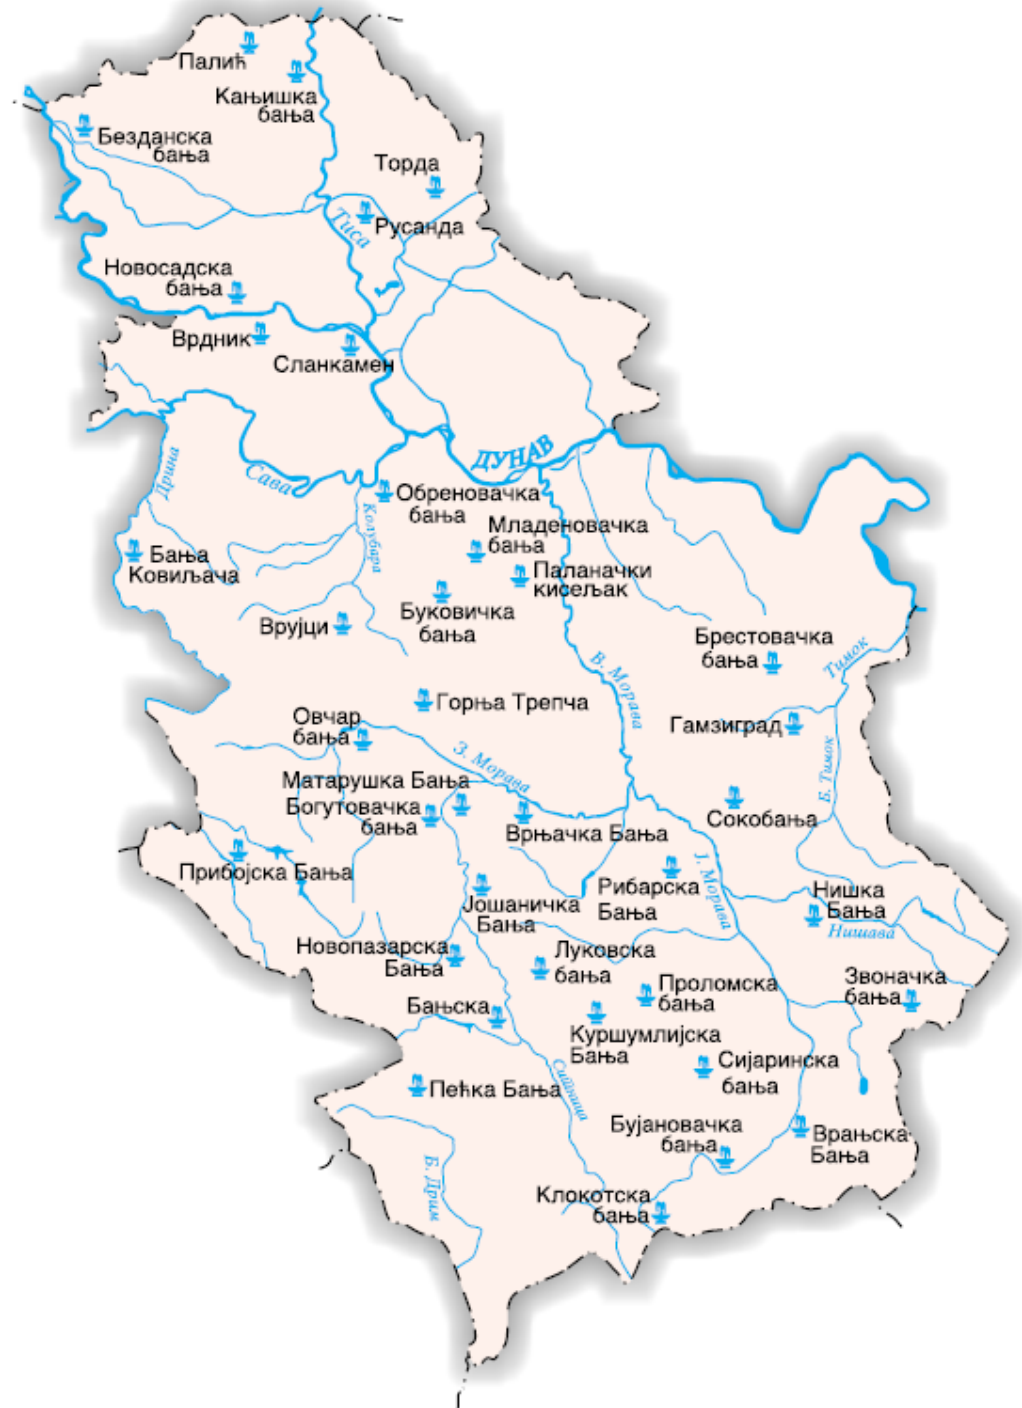 Палић
Кањишка
бања
Безданска
бања
Торда
Тиса
Русанда
Новосадска
бања
Врдник
Сланкамен
Дрина
Сава
ДУНАВ
Обреновачка
бања
Колубара
Младеновачка
бања
Бања
Ковиљача
Паланачки
кисељак
Буковичка
бања
Врујци
Брестовачка
бања
Тимок
В. Морава
Горња Трепча
Овчар
бања
Гамзиград
З. Морава
Б. Тимок
Матарушка Бања
Богутовачка
бања
Врњачка Бања
Сокобања
Прибојска Бања
Ј. Морава
Рибарска
Бања
Нишка
Бања
Нишава
Јошаничка
Бања
Новопазарска
Бања
Луковска
бања
Звоначка
бања
Проломска
бања
Бањска
Куршумлијска
Бања
Сијаринска
бања
Ситница
Пећка Бања
Бујановачка
бања
Врањска
Бања
Б. Дрим
Клокотска
бања